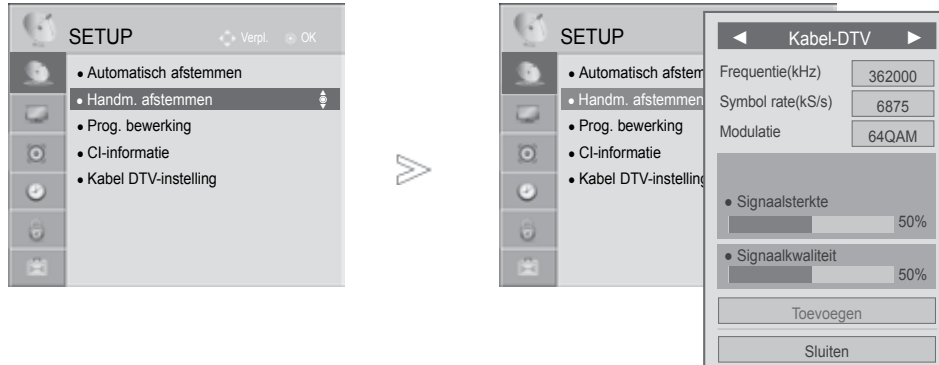 SETUP
Verpl. OK
• Automatisch afstemmen
• Handm. afstemmen
• Prog. bewerking
• CI-informatie
• Kabel DTV-instelling
SETUP
• Automatisch afstem
• Handm. afstemmen
• Prog. bewerking
• CI-informatie
• Kabel DTV-instelling
◄ Kabel-DTV ►
Frequentie(kHz) 362000
Symbol rate(kS/s) 6875
Modulatie 64QAM
• Signaalsterkte
50%
• Signaalkwaliteit
50%
Toevoegen
Sluiten